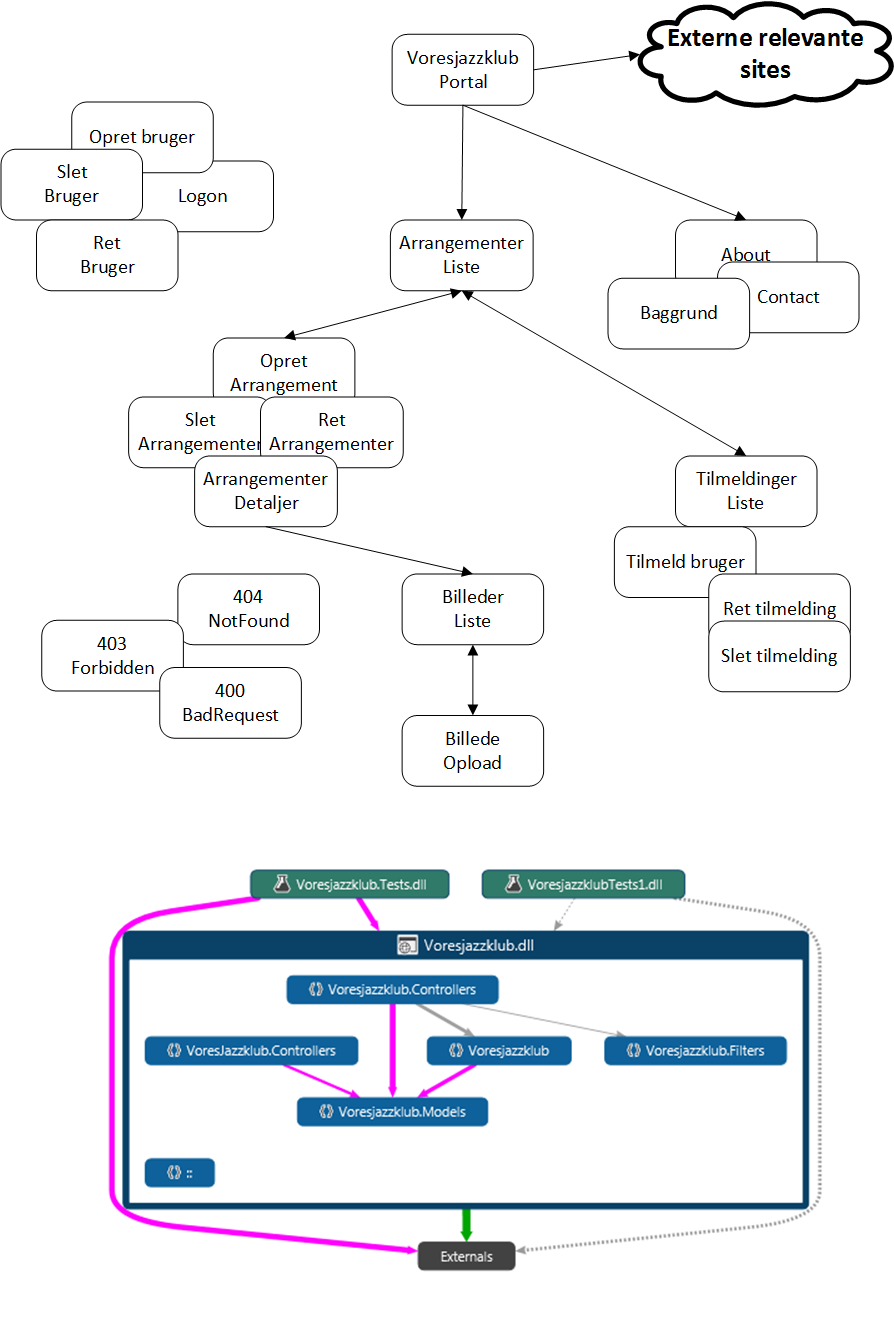 Voresjazzklub
Portal
Externe relevante
sites
Opret bruger
Slet
Bruger
Logon
Ret
Bruger
Arrangementer
Liste
About
Contact
Baggrund
Opret
Arrangement
Slet
Arrangementer
Ret
Arrangementer
Arrangementer
Detaljer
Tilmeldinger
Liste
Tilmeld bruger
Ret tilmelding
Slet tilmelding
404
NotFound
403
Forbidden
400
BadRequest
Billeder
Liste
Billede
Opload
Voresjazzklub.Tests.dll
VoresjazzklubTests1.dll
Voresjazzklub.dll
Voresjazzklub.Controllers
VoresJazzklub.Controllers
Voresjazzklub
Voresjazzklub.Filters
Voresjazzklub.Models
::
Externals